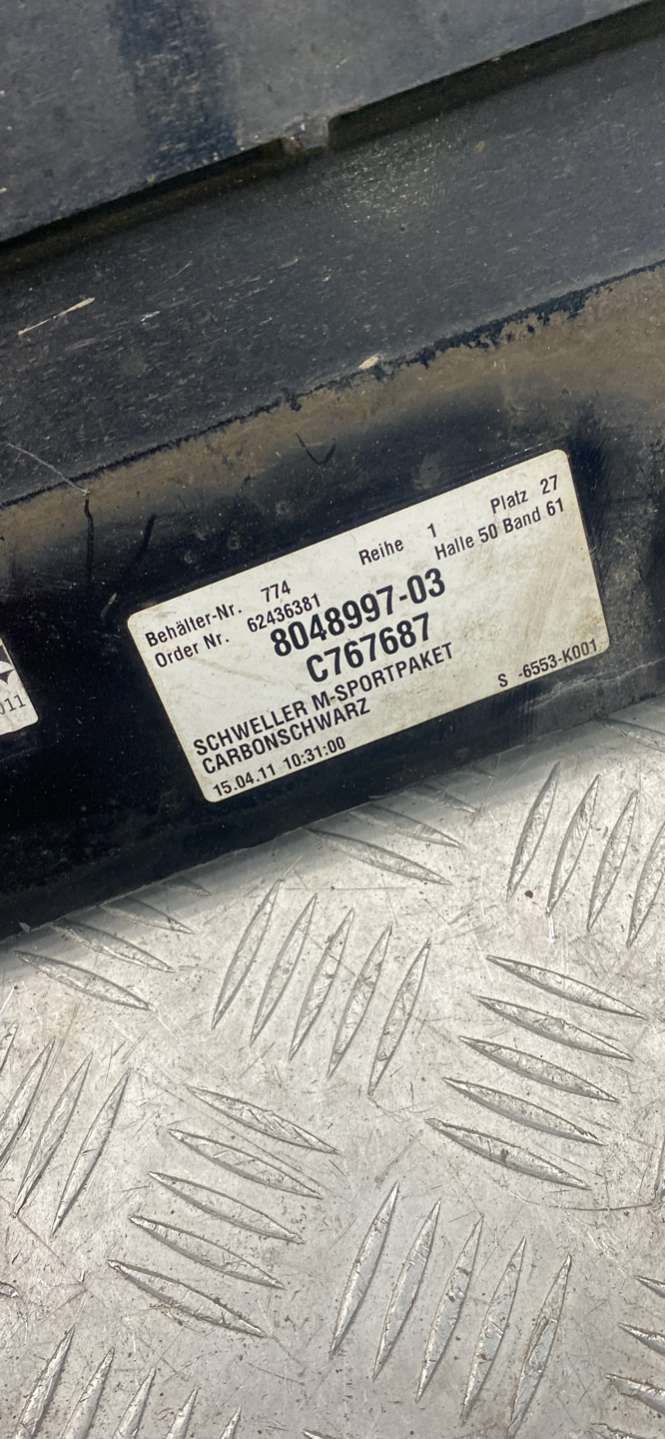 Behälter-Nr. 774 Reihe 1 Platz 27
Order Nr. 62436381 Halle 50 Band 61
8048997-03
C767687
SCHWELLER M-SPORTPAKET
CARBONSCHWARZ
15.04.11 10:31:00 S -6553-K001